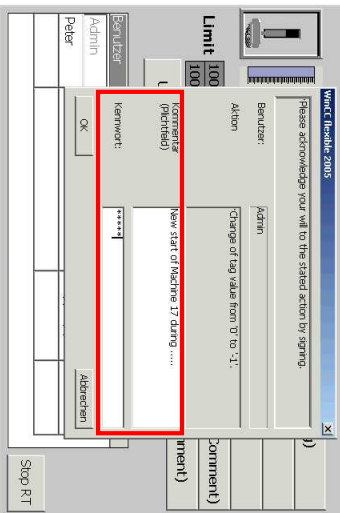 WinCC flexible 2005
Please acknowledge your will to the stated action by signing.
Benutzer:
Admin
Aktion
'Change of tag value from '0' to '-1'.
Kommentar
(Plichtfeld)
New start of Machine 17 during .....
Kennwort:
*****
OK
Abbrechen
Limit
100
100
Benutzer
Admin
Peter
Comment)
ment)
Stop RT